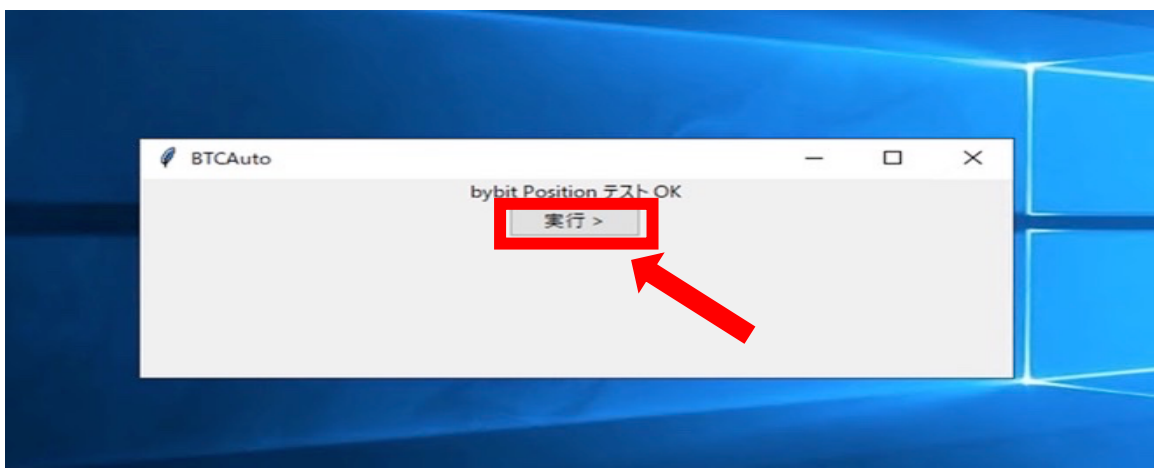 BTCAuto
bybit Position テスト OK
実行 >